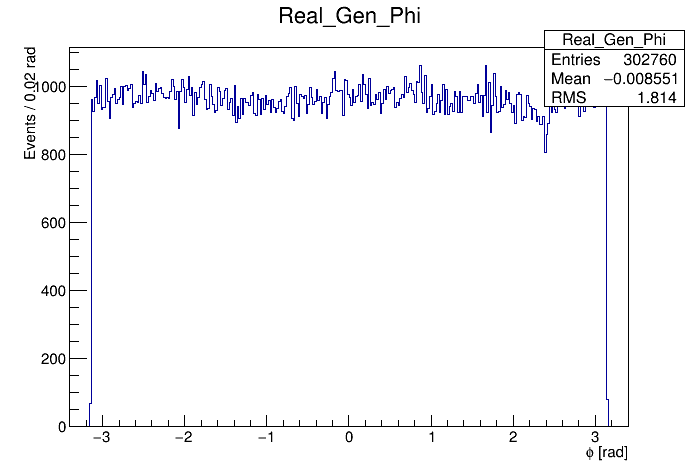 Real_Gen_Phi
Real_Gen_Phi
Entries 302760
Mean −0.008551
RMS 1.814
Events / 0.02 rad
1000
800
600
400
200
0
−3 −2 −1 0 1 2 3
ϕ [rad]